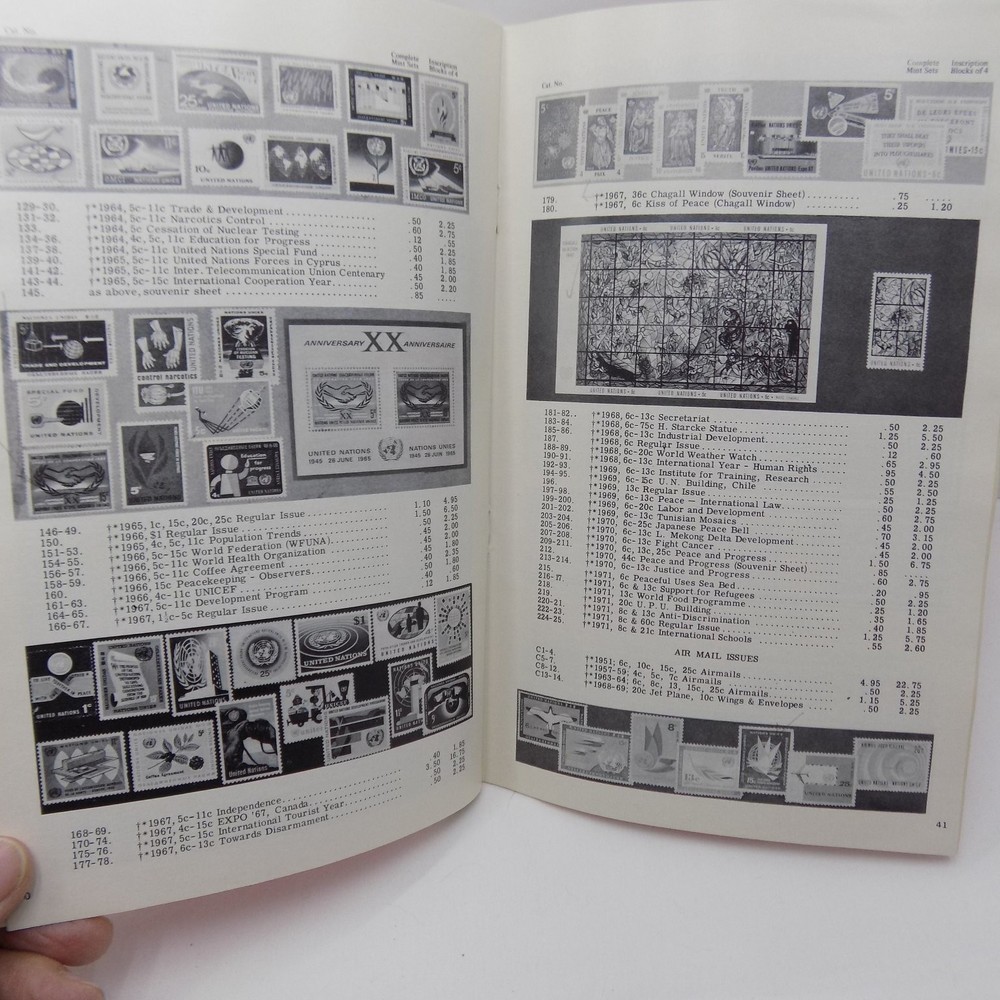 Cat. No.
Complete Inscription
Mint Sets Blocks of 4
129-30. †*1964, 5c-11c Trade & Development
131-32. †*1964, 5c-11c Narcotics Control .50 2.25
133. †*1964, 5c Cessation of Nuclear Testing .60 2.75
134-36. †*1964, 4c, 5c, 11c Education for Progress .12 .55
137-38. †*1965, 5c-11c United Nations Special Fund .50 2.25
139-40. †*1965, 5c-11c United Nations Forces in Cyprus .40 1.85
141-42. †*1965, 5c-11c Inter. Telecommunication Union Centenary .45 2.00
143-44. †*1965, 5c-15c International Cooperation Year .50 2.20
145. as above, souvenir sheet .85 .....
ANNIVERSARY XX ANNIVERSAIRE
UNITED NATIONS NATIONS UNIES
1945 26 JUNE 1965 1945 26 JUIN 1965
TRADE AND DEVELOPMENT
control narcotics
SPECIAL FUND
UNITED NATIONS
Education for progress
146-49. †*1965, 1c, 15c, 20c, 25c Regular Issue 1.10 4.95
150. †*1966, $1 Regular Issue 1.50 6.50
151-53. †*1965, 4c, 5c, 11c Population Trends .50 2.25
154-55. †*1966, 5c-15c World Federation (WFUNA) .45 2.00
156-57. †*1966, 5c-11c World Health Organization .40 1.80
158-59. †*1966, 5c-11c Coffee Agreement .45 1.80
160. †*1966, 15c Peacekeeping - Observers .40 2.35
161-63. †*1966, 4c-11c UNICEF .50 2.00
164-65. †*1967, 5c-11c Development Program .40 .60
166-67. †*1967, 1½c-5c Regular Issue .12 1.85
UNITED NATIONS 1c
UNITED NATIONS
$1
UNITED NATIONS
UNICEF
Coffee Agreement
United Nations
168-69. †*1967, 5c-11c Independence .40 1.85
170-74. †*1967, 4c-15c EXPO '67, Canada 3.50 16.75
175-76. †*1967, 5c-15c International Tourist Year .50 2.25
177-78. †*1967, 6c-13c Towards Disarmament .50 2.25
Complete Inscription
Cat. No. Mint Sets Blocks of 4
179. †*1967, 36c Chagall Window (Souvenir Sheet) .75 .....
180. †*1967, 6c Kiss of Peace (Chagall Window) .25 1.20
181-82. †*1968, 6c-13c Secretariat .50 2.25
183-84. †*1968, 6c-75c H. Starcke Statue 1.25 5.50
185-86. †*1968, 6c-13c Industrial Development .50 2.25
187. †*1968, 6c Regular Issue .12 .60
188-89. †*1968, 6c-20c World Weather Watch .65 2.95
190-91. †*1968, 6c-13c International Year - Human Rights .95 4.50
192-93. †*1969, 6c-13c Institute for Training, Research .50 2.25
194-95. †*1969, 6c-15c U.N. Building, Chile .55 2.50
196. †*1969, 13c Regular Issue .25 1.25
197-98. †*1969, 6c-13c Peace - International Law .45 2.00
199-200. †*1969, 6c-20c Labor and Development .60 2.75
201-202. †*1969, 6c-13c Tunisian Mosaics .45 2.00
203-204. †*1970, 6c-25c Japanese Peace Bell .70 3.15
205-206. †*1970, 6c-13c L. Mekong Delta Development .45 2.00
207-208. †*1970, 6c-13c Fight Cancer .45 2.00
209-211. †*1970, 6c, 13c, 25c Peace and Progress 1.50 6.75
212. †*1970, 44c Peace and Progress (Souvenir Sheet) .85 .....
213-214. †*1970, 6c-13c Justice and Progress .60 2.75
215. †*1971, 6c Peaceful Uses Sea Bed .20 .95
216-17. †*1971, 6c & 13c Support for Refugees .50 2.25
218. †*1971, 13c World Food Programme .25 1.20
219. †*1971, 20c U.P.U. Building .35 1.65
220-21. †*1971, 8c & 13c Anti-Discrimination .40 1.85
222-23. †*1971, 8c & 60c Regular Issue 1.25 5.75
224-25. †*1971, 8c & 21c International Schools .55 2.60
AIR MAIL ISSUES
C1-4. †*1951; 6c, 10c, 15c, 25c Airmails 4.95 22.75
C5-7. †*1957-59; 4c, 5c, 7c Airmails .50 2.25
C8-12. †*1963-64; 6c, 8c, 13, 15c, 25c Airmails 1.15 5.25
C13-14. †*1968-69; 20c Jet Plane, 10c Wings & Envelopes .50 2.25
41